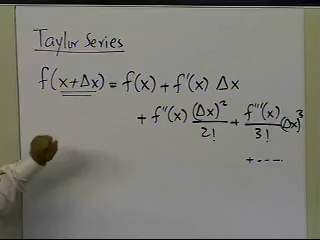 Taylor Series
f(x+Δx) = f(x) + f'(x) Δx
+ f''(x) (Δx)²/2! + f'''(x)/3! (Δx)³
+ ----.